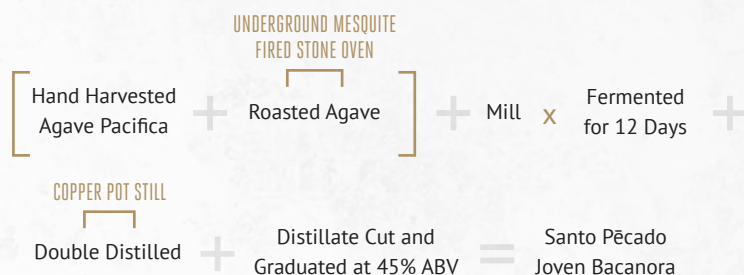 UNDERGROUND MESQUITE
FIRED STONE OVEN
Hand Harvested
Agave Pacifica
+
Roasted Agave
+
Mill
x
Fermented
for 12 Days
+
COPPER POT STILL
Double Distilled
+
Distillate Cut and
Graduated at 45% ABV
=
Santo Pēcado
Joven Bacanora